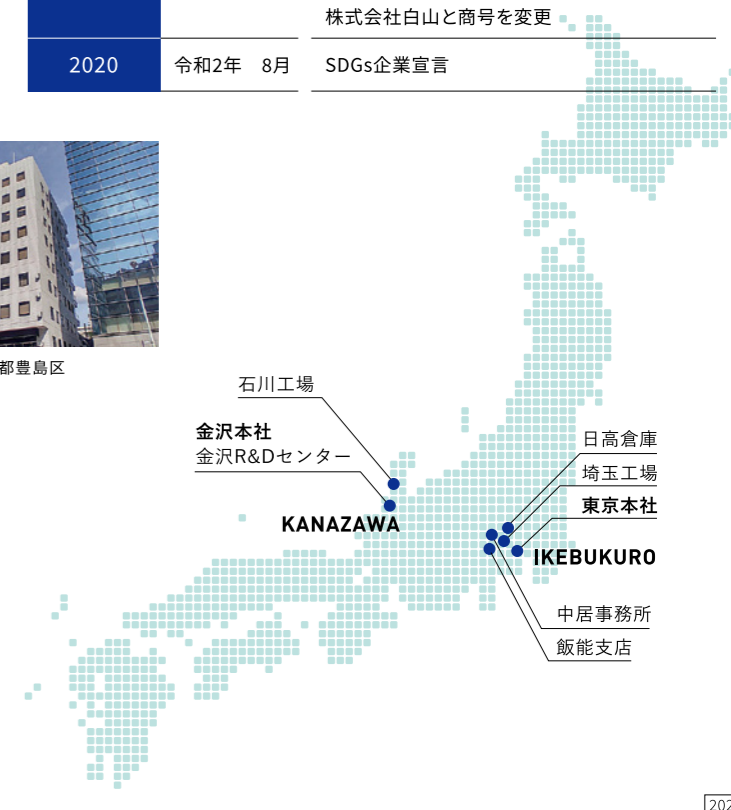 株式会社白山と商号を変更
2020 令和2年 8月 SDGs企業宣言
都豊島区
石川工場
金沢本社
金沢R&Dセンター
KANAZAWA
日高倉庫
埼玉工場
東京本社
IKEBUKURO
中居事務所
飯能支店
202